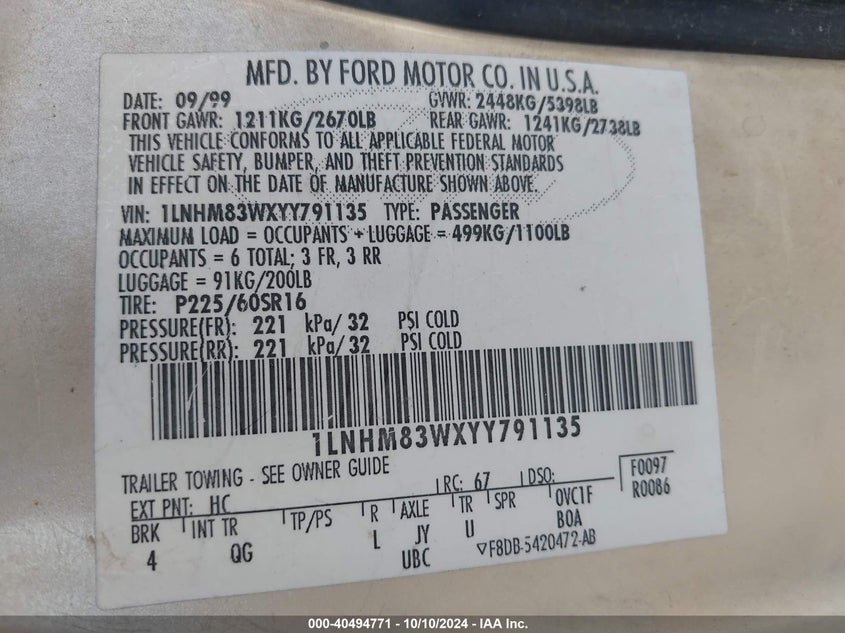 MFD. BY FORD MOTOR CO. IN U.S.A.
DATE: 09/99 GVWR: 2448KG/5398LB
FRONT GAWR: 1211KG/2670LB REAR GAWR: 1241KG/2738LB
THIS VEHICLE CONFORMS TO ALL APPLICABLE FEDERAL MOTOR
VEHICLE SAFETY, BUMPER, AND THEFT PREVENTION STANDARDS
IN EFFECT ON THE DATE OF MANUFACTURE SHOWN ABOVE.
VIN: 1LNHM83WXYY791135 TYPE: PASSENGER
MAXIMUM LOAD = OCCUPANTS + LUGGAGE = 499KG/1100LB
OCCUPANTS = 6 TOTAL; 3 FR, 3 RR
LUGGAGE = 91KG/200LB
TIRE: P225/60SR16
PRESSURE(FR): 221 kPa/ 32 PSI COLD
PRESSURE(RR): 221 kPa/ 32 PSI COLD
1LNHM83WXYY791135
TRAILER TOWING - SEE OWNER GUIDE
EXT PNT: HC RC: 67 DSO: F0097
R0086
BRK INT TR TP/PS R AXLE TR SPR OVC1F
4 QG L JY U BOA
UBC ▽F8DB-5420472-AB
000-40494771 - 10/10/2024 - IAA Inc.